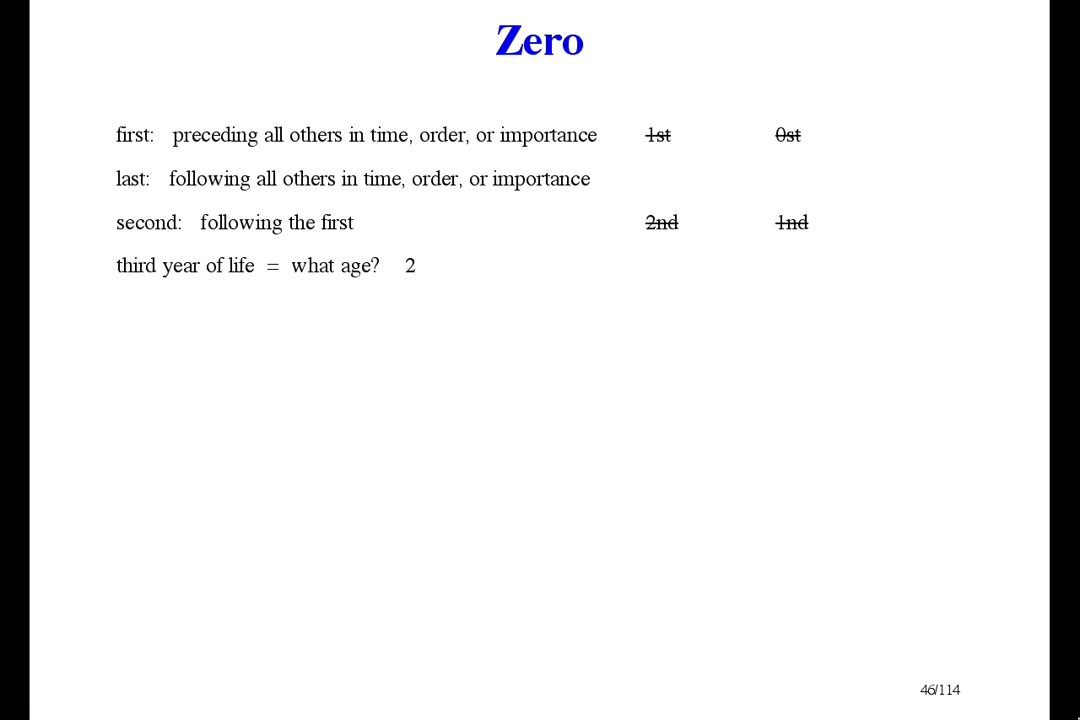 Zero
first: preceding all others in time, order, or importance 1st 0st
last: following all others in time, order, or importance
second: following the first 2nd 1nd
third year of life = what age? 2
46/114